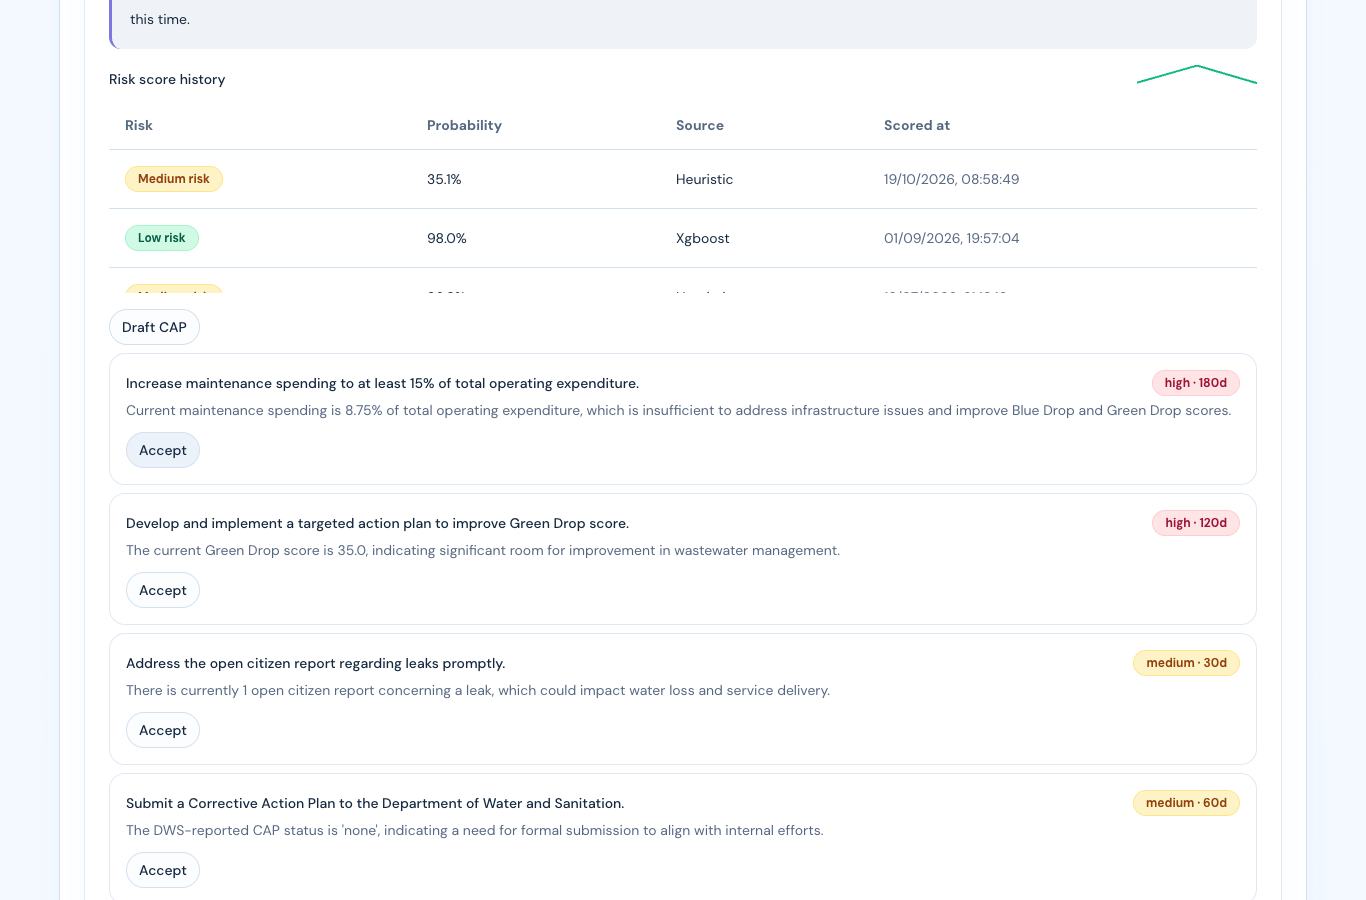 this time.
Risk score history
Risk Probability Source Scored at
Medium risk 35.1% Heuristic 19/10/2026, 08:58:49
Low risk 98.0% Xgboost 01/09/2026, 19:57:04
Draft CAP
Increase maintenance spending to at least 15% of total operating expenditure. high · 180d
Current maintenance spending is 8.75% of total operating expenditure, which is insufficient to address infrastructure issues and improve Blue Drop and Green Drop scores.
Accept
Develop and implement a targeted action plan to improve Green Drop score. high · 120d
The current Green Drop score is 35.0, indicating significant room for improvement in wastewater management.
Accept
Address the open citizen report regarding leaks promptly. medium · 30d
There is currently 1 open citizen report concerning a leak, which could impact water loss and service delivery.
Accept
Submit a Corrective Action Plan to the Department of Water and Sanitation. medium · 60d
The DWS-reported CAP status is 'none', indicating a need for formal submission to align with internal efforts.
Accept